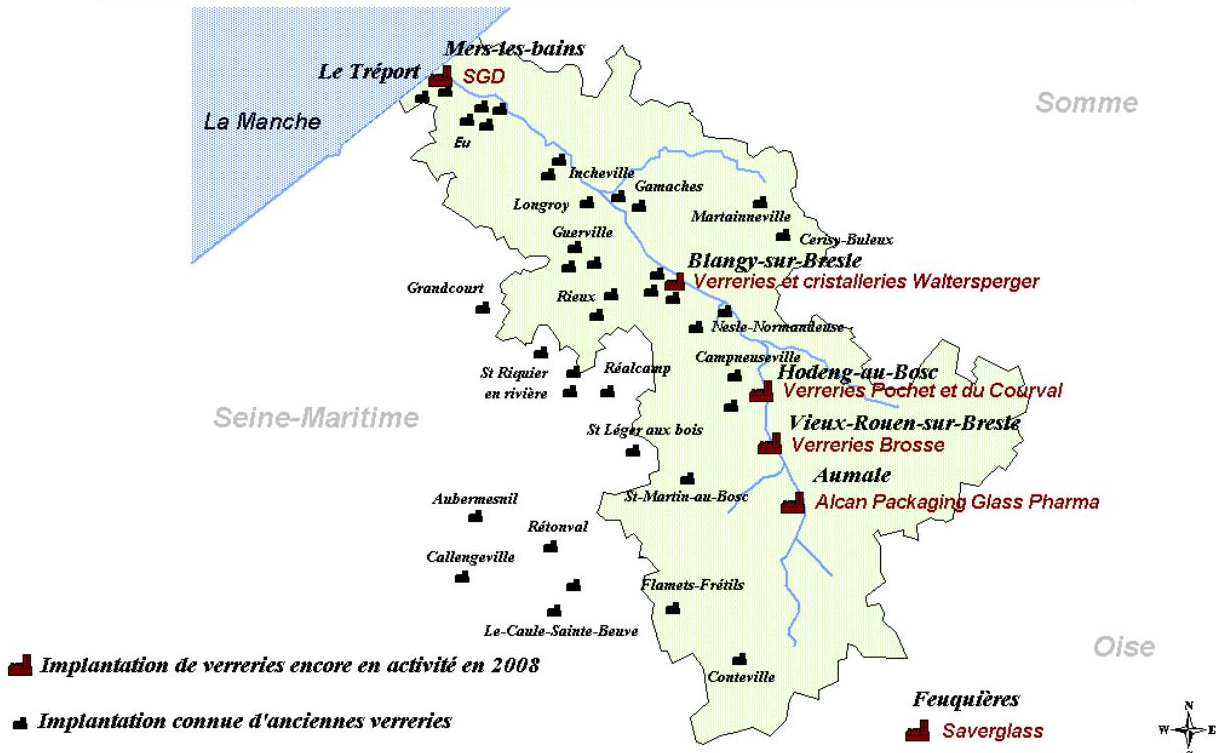 Mers-les-bains
Le Tréport
SGD
Somme
La Manche
Eu
Incheville
Gamaches
Longroy
Martainneville
Guerville
Cerisy-Buleux
Blangy-sur-Bresle
Verreries et cristalleries Waltersperger
Grandcourt
Rieux
Nesle-Normandeuse
Campneuseville
St Riquier
en rivière
Réalcamp
Hodeng-au-Bosc
Verreries Pochet et du Courval
Seine-Maritime
Vieux-Rouen-sur-Bresle
St Léger aux bois
Verreries Brosse
Aumale
St-Martin-au-Bosc
Alcan Packaging Glass Pharma
Aubermesnil
Rétonval
Callengeville
Flamets-Frétils
Le-Caule-Sainte-Beuve
Oise
Implantation de verreries encore en activité en 2008
Conteville
Feuquières
Implantation connue d'anciennes verreries
Saverglass
N
W E
S